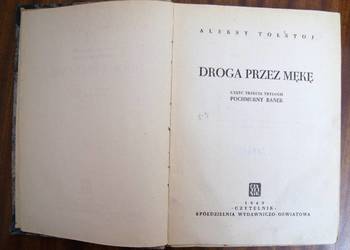 ALEKSY TOŁSTOJ
DROGA PRZEZ MĘKĘ
CZĘŚĆ TRZECIA TRYLOGII
POCHMURNY RANEK
1949
„CZYTELNIK”
SPÓŁDZIELNIA WYDAWNICZO-OŚWIATOWA